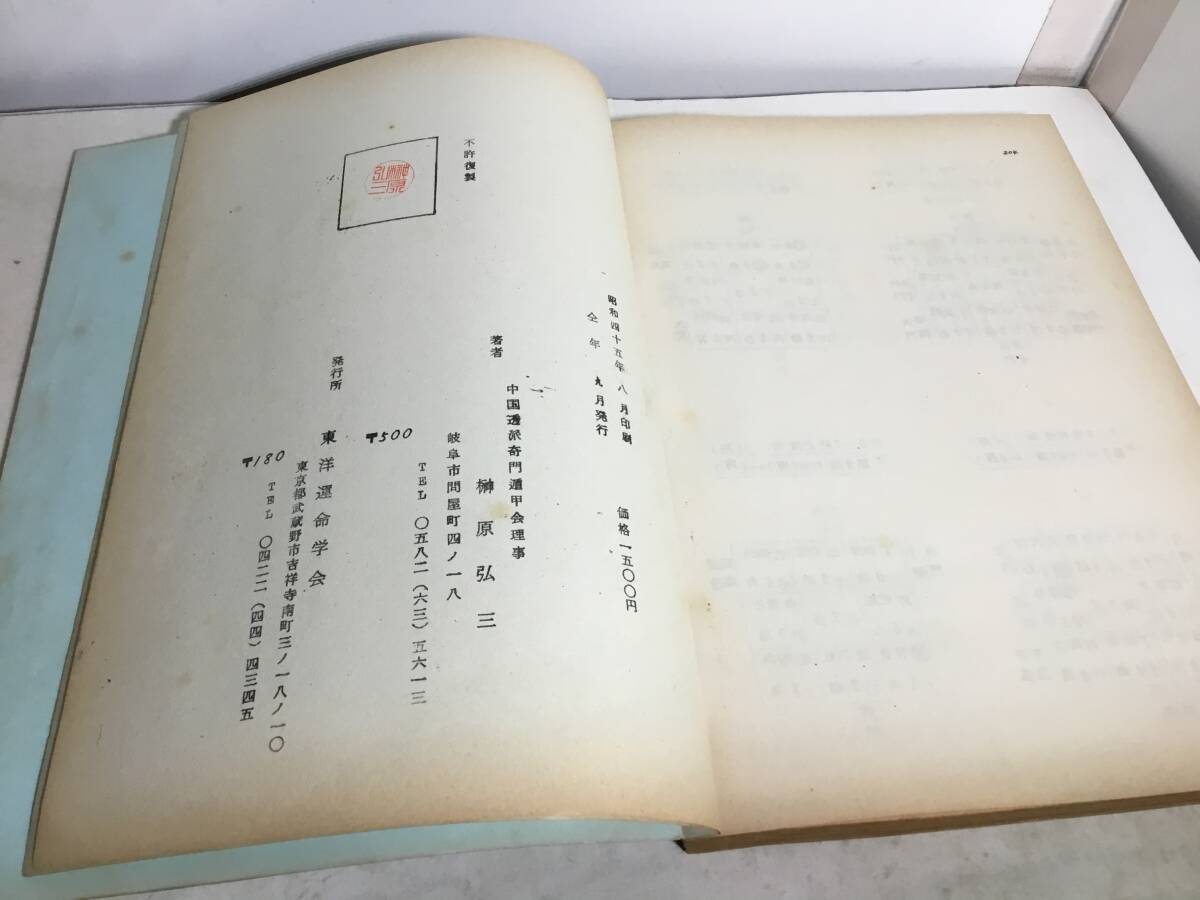 昭和四十五年 八月印刷
仝年 九月発行
価格一五〇〇円
中国透派奇門遁甲会理事
著者 榊原弘三
岐阜市問屋町四ノ一八
TEL 〇五八二(六三)五六一三
〒500
発行所 東洋運命学会
東京都武蔵野市吉祥寺南町三ノ一八ノ一〇
TEL 〇四二二(四四)四三四五
〒180
不許復製
榊原弘三